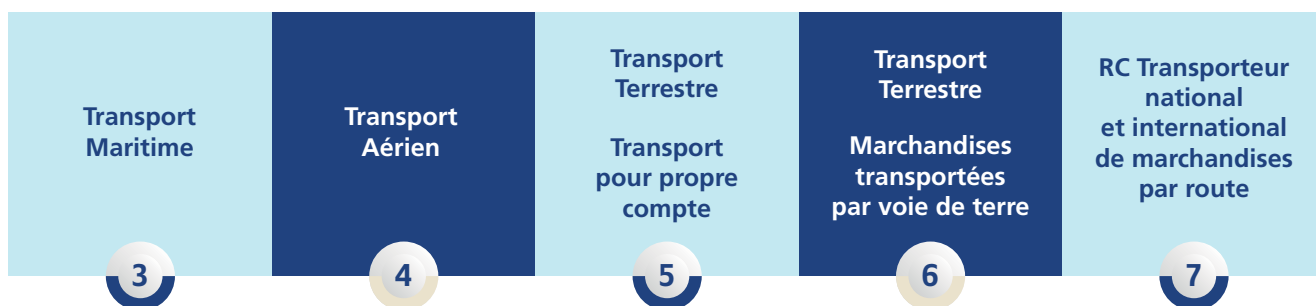 Transport
Maritime
3
Transport
Aérien
4
Transport
Terrestre
Transport
pour propre
compte
5
Transport
Terrestre
Marchandises
transportées
par voie de terre
6
RC Transporteur
national
et international
de marchandises
par route
7